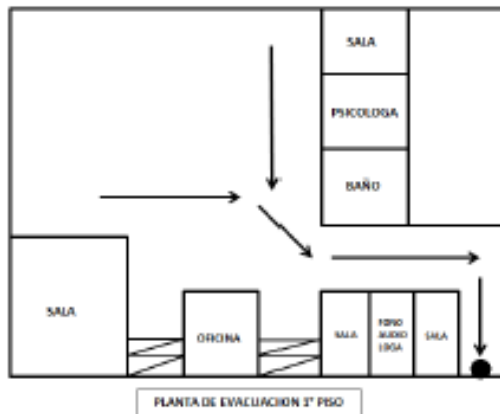 SALA
PSICOLOGA
BAÑO
SALA
OFICINA
SALA
FONO
AUDIO
LOGA
SALA
PLANTA DE EVACUACION 1° PISO